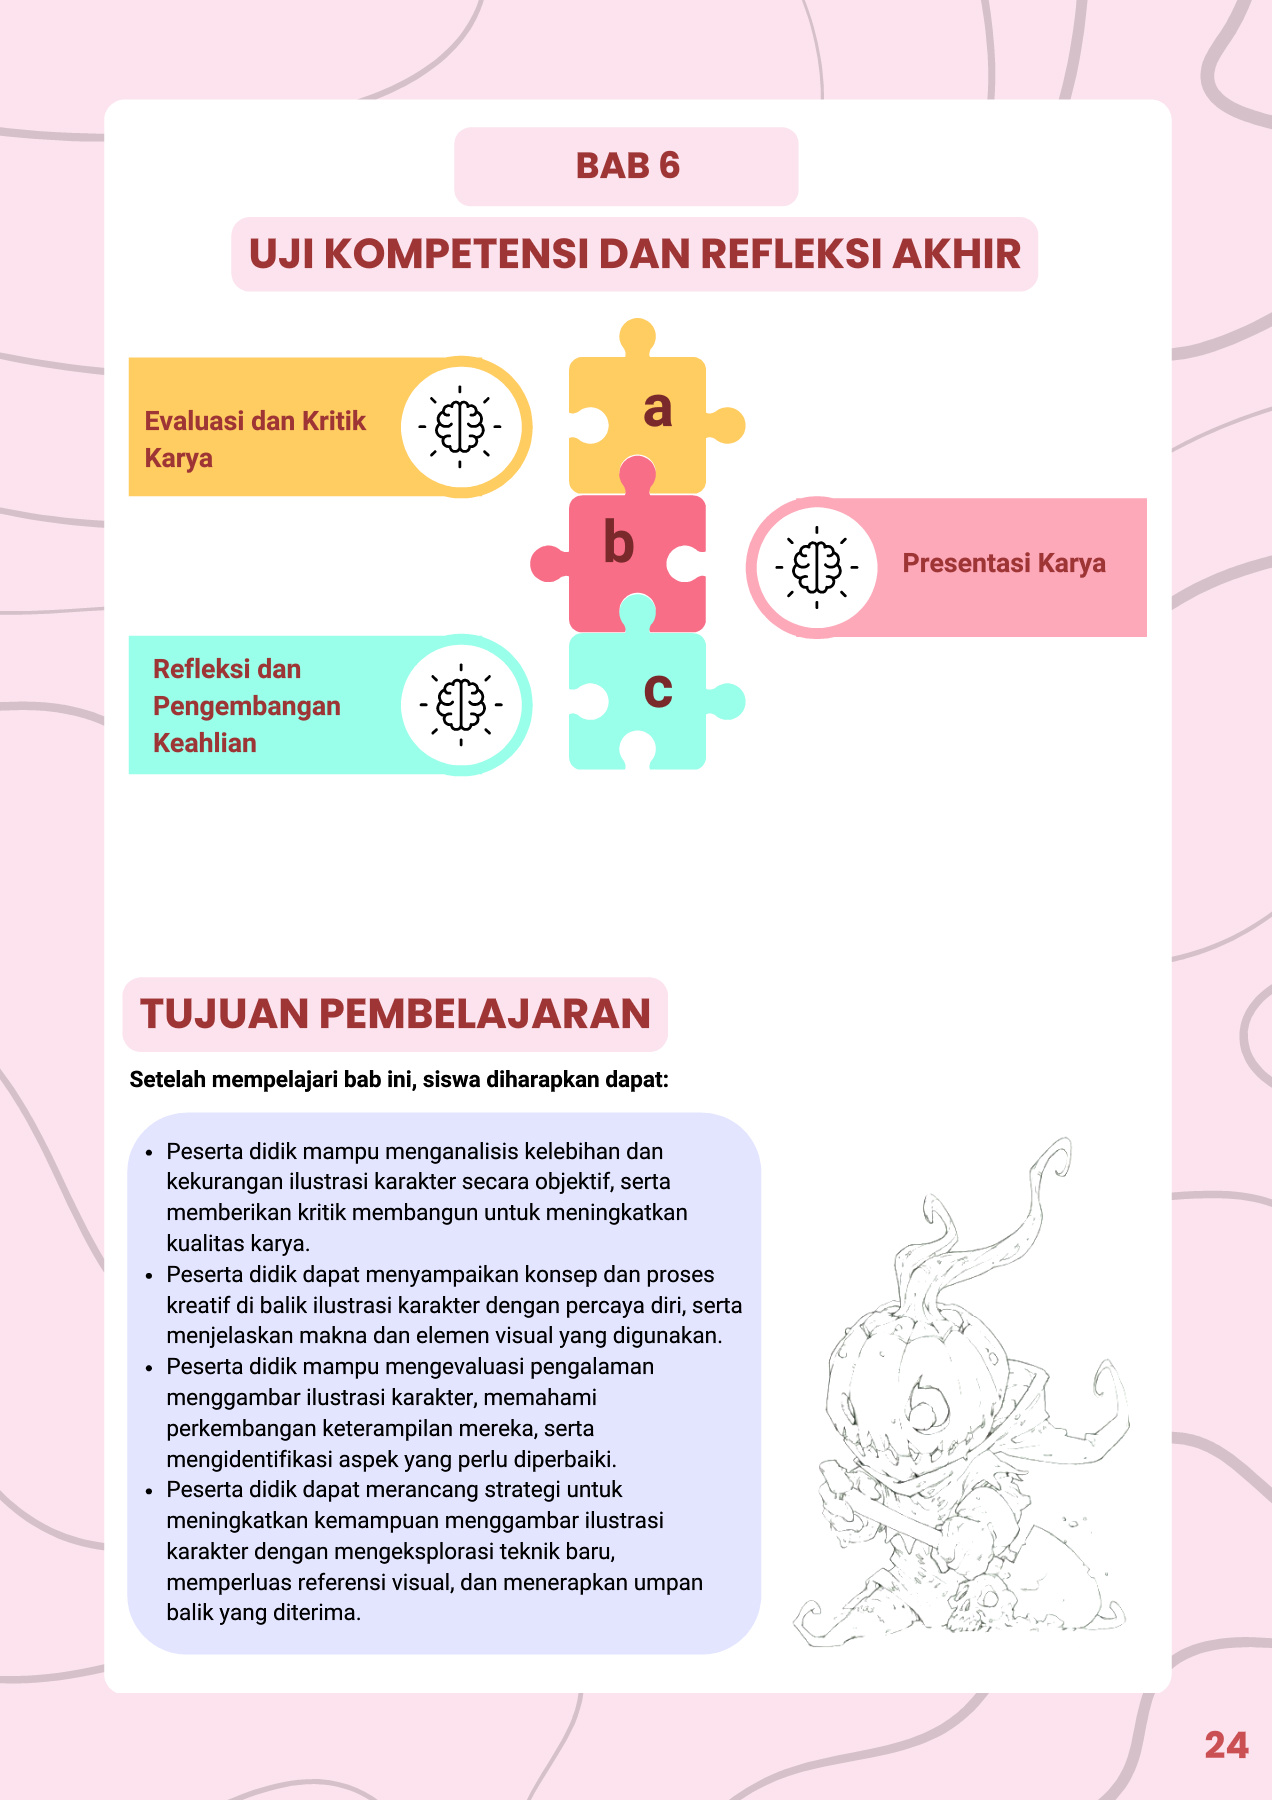 BAB 6
UJI KOMPETENSI DAN REFLEKSI AKHIR
a
Evaluasi dan Kritik
Karya
b
Presentasi Karya
c
Refleksi dan
Pengembangan
Keahlian
TUJUAN PEMBELAJARAN
Setelah mempelajari bab ini, siswa diharapkan dapat:
• Peserta didik mampu menganalisis kelebihan dan
kekurangan ilustrasi karakter secara objektif, serta
memberikan kritik membangun untuk meningkatkan
kualitas karya.
• Peserta didik dapat menyampaikan konsep dan proses
kreatif di balik ilustrasi karakter dengan percaya diri, serta
menjelaskan makna dan elemen visual yang digunakan.
• Peserta didik mampu mengevaluasi pengalaman
menggambar ilustrasi karakter, memahami
perkembangan keterampilan mereka, serta
mengidentifikasi aspek yang perlu diperbaiki.
• Peserta didik dapat merancang strategi untuk
meningkatkan kemampuan menggambar ilustrasi
karakter dengan mengeksplorasi teknik baru,
memperluas referensi visual, dan menerapkan umpan
balik yang diterima.
24